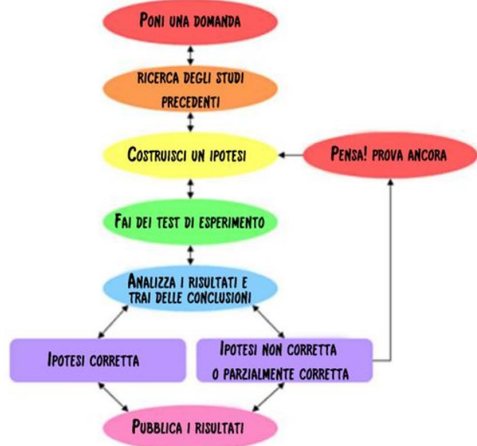 PONI UNA DOMANDA
RICERCA DEGLI STUDI
PRECEDENTI
COSTRUISCI UN IPOTESI
PENSA! PROVA ANCORA
FAI DEI TEST DI ESPERIMENTO
ANALIZZA I RISULTATI E
TRAI DELLE CONCLUSIONI
IPOTESI CORRETTA
IPOTESI NON CORRETTA
O PARZIALMENTE CORRETTA
PUBBLICA I RISULTATI